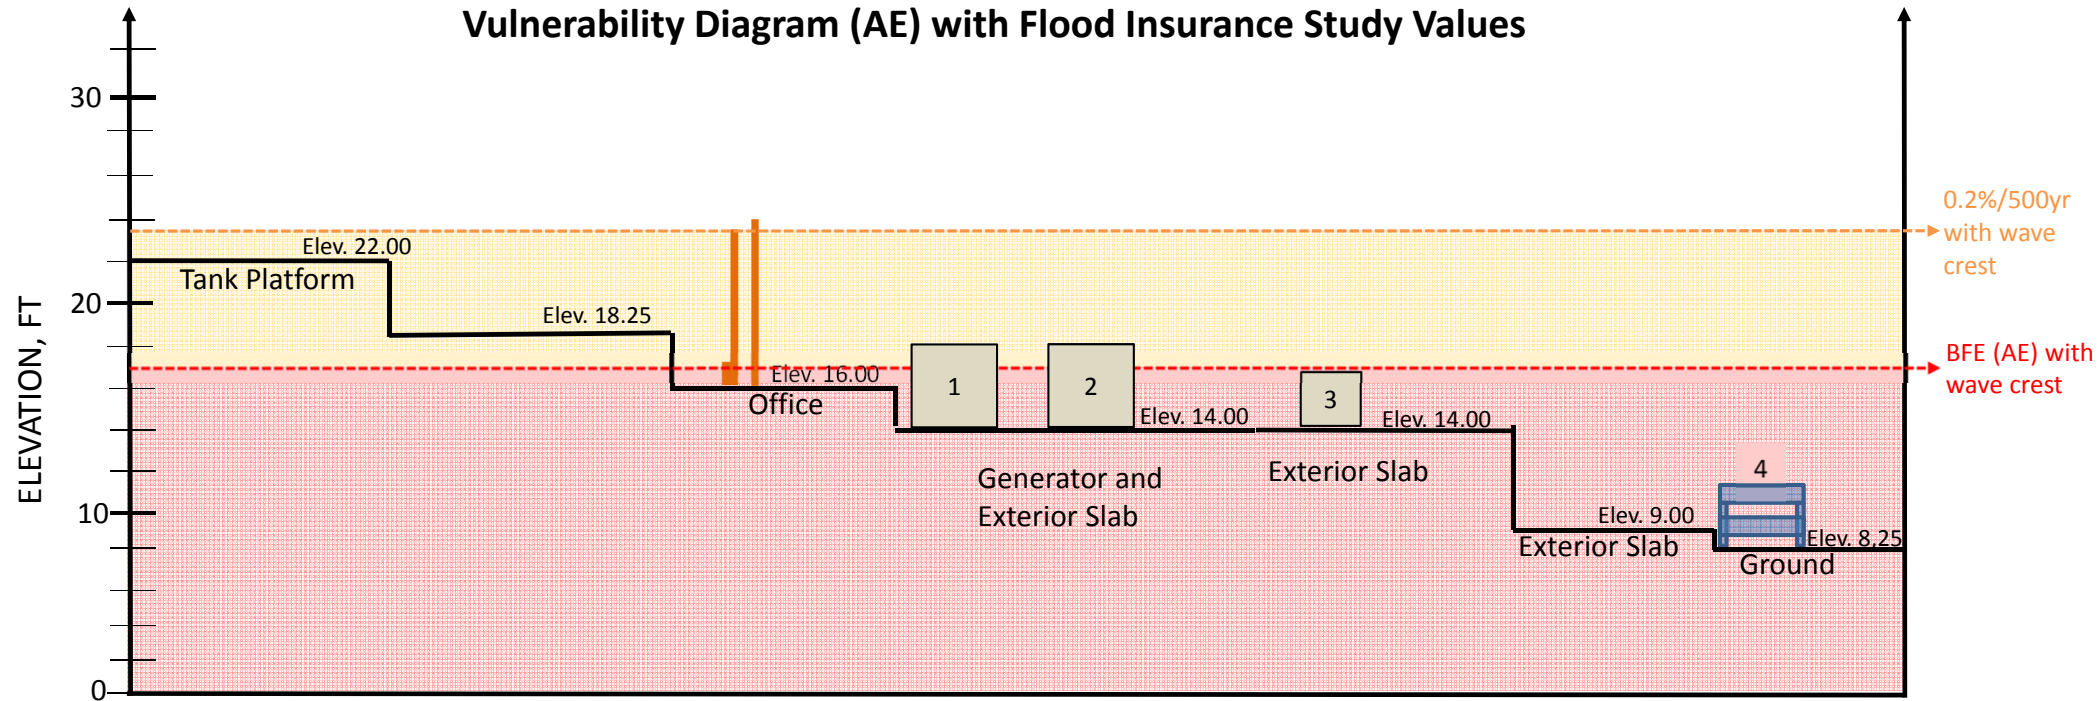 Vulnerability Diagram (AE) with Flood Insurance Study Values
ELEVATION, FT
30
20
10
0
0.2%/500yr
with wave
crest
BFE (AE) with
wave crest
Elev. 22.00
Tank Platform
Elev. 18.25
Elev. 16.00
Office
1
2
Elev. 14.00
Generator and
Exterior Slab
3
Elev. 14.00
Exterior Slab
Elev. 9.00
Exterior Slab
4
Elev. 8,25
Ground